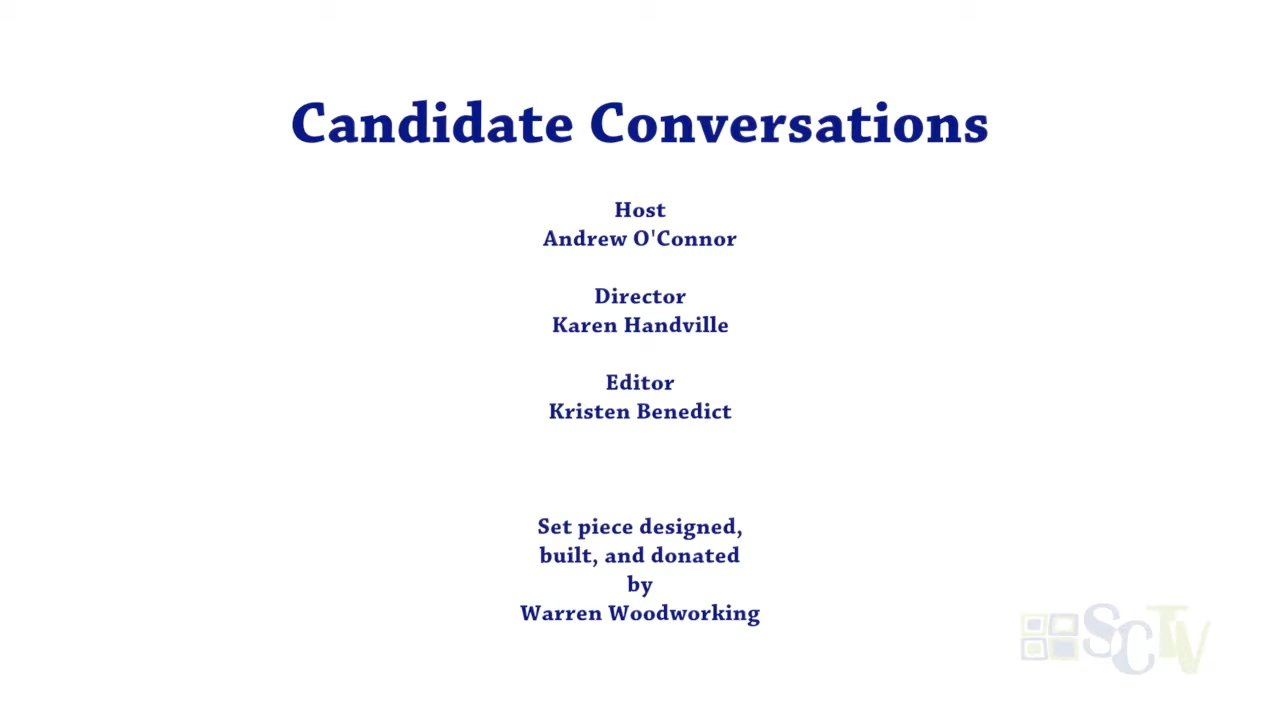 Candidate Conversations
Host
Andrew O'Connor
Director
Karen Handville
Editor
Kristen Benedict
Set piece designed,
built, and donated
by
Warren Woodworking
SCTV